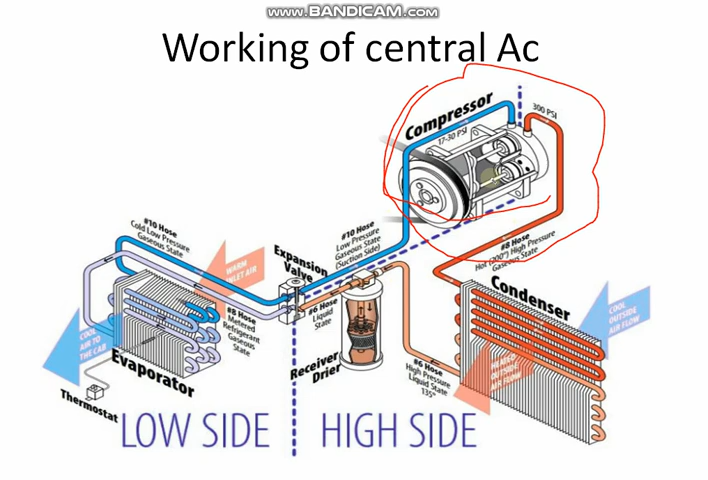 www.BANDICAM.com
Working of central Ac
Compressor
17-30 PSI
300 PSI
#10 Hose
Cold Low Pressure
Gaseous State
#10 Hose
Low Pressure
Gaseous State
(Suction Side)
#8 Hose
Hot (200°) High Pressure
Gaseous State
WARM
INLET AIR
Expansion
Valve
#8 Hose
Metered
Refrigerant
Gaseous
State
#6 Hose
Liquid
State
Condenser
COOL
OUTSIDE
AIR FLOW
COOL
AIR TO
THE CAB
Evaporator
Receiver
Drier
HEATED
OUTSIDE
AIR FLOW
#6 Hose
High Pressure
Liquid State
135°
Thermostat
LOW SIDE
HIGH SIDE